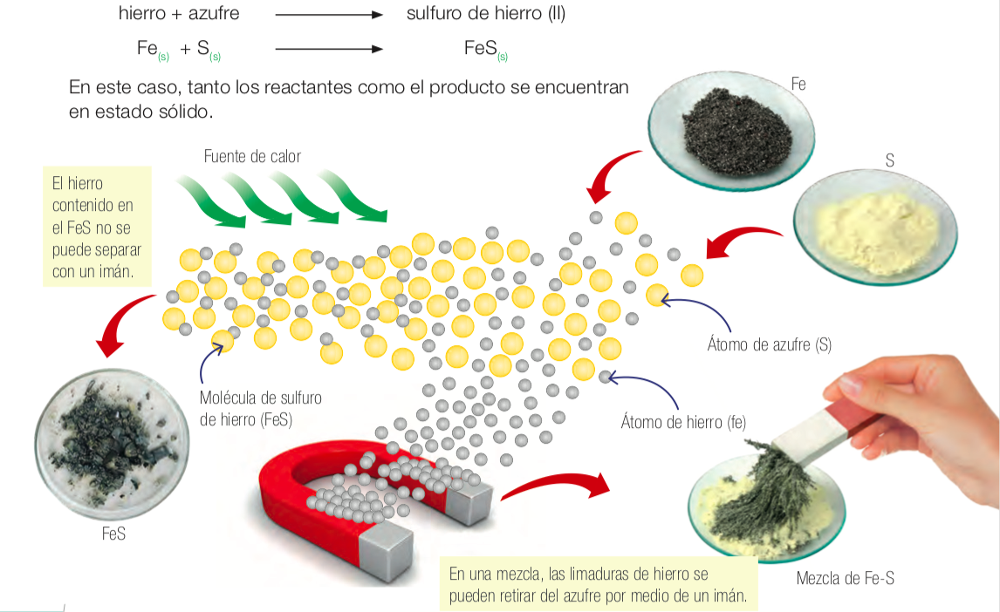 hierro + azufre → sulfuro de hierro (II)
Fe(s) + S(s) → FeS(s)
En este caso, tanto los reactantes como el producto se encuentran
en estado sólido.
Fe
S
Fuente de calor
El hierro
contenido en
el FeS no se
puede separar
con un imán.
Átomo de azufre (S)
Molécula de sulfuro
de hierro (FeS)
Átomo de hierro (fe)
FeS
En una mezcla, las limaduras de hierro se
pueden retirar del azufre por medio de un imán.
Mezcla de Fe-S